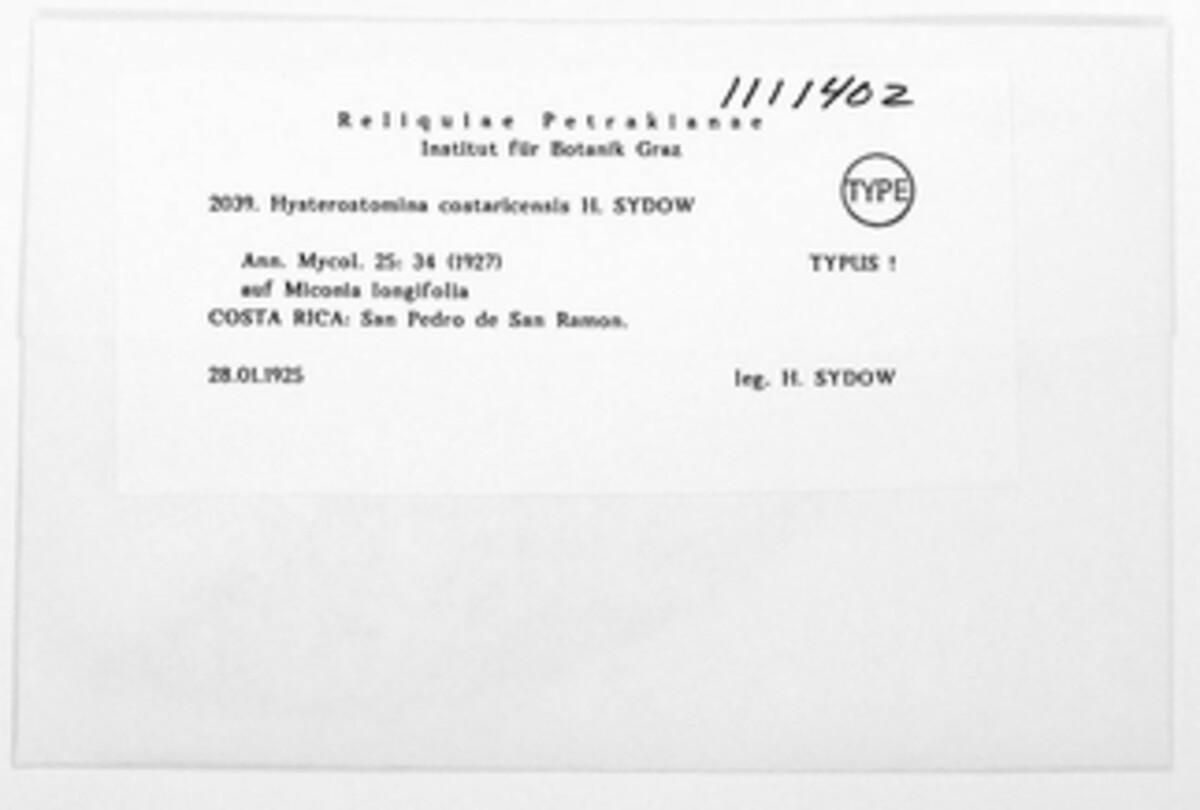 1111402
Reliquiae Petrakianae
Institut für Botanik Graz
TYPE
2039. Hysterostomina costaricensis H. SYDOW
Ann. Mycol. 25: 34 (1927)
TYPUS !
auf Miconia longifolia
COSTA RICA: San Pedro de San Ramon.
28.01.1925
leg. H. SYDOW